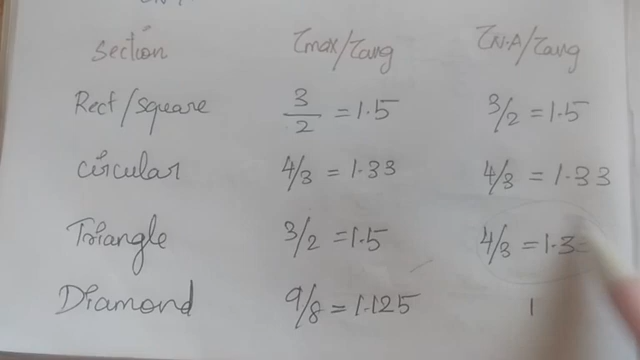 Section τmax/τavg τN.A/τavg
Rect/square 3/2 = 1.5 3/2 = 1.5
circular 4/3 = 1.33 4/3 = 1.33
Triangle 3/2 = 1.5 4/3 = 1.3
Diamond 9/8 = 1.125 1